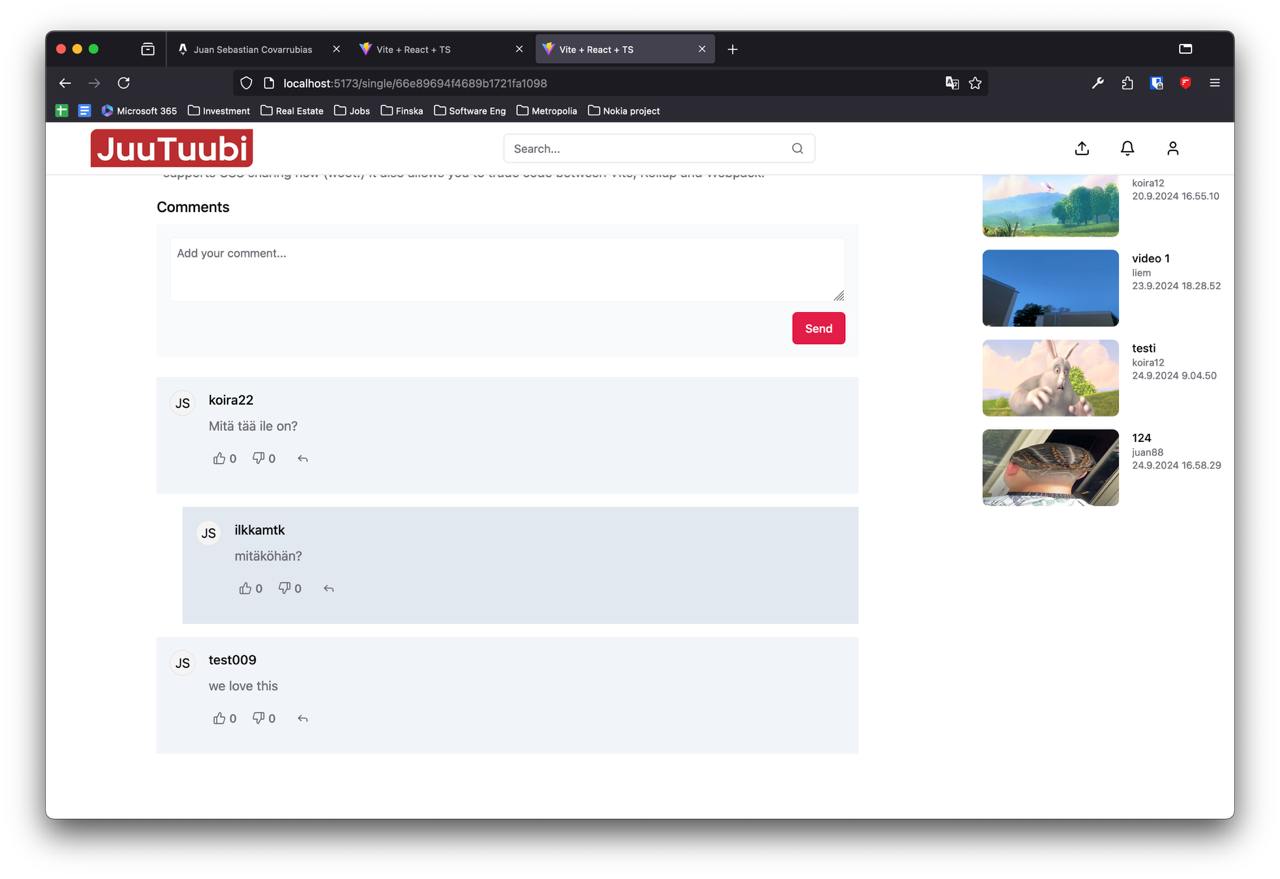 Juan Sebastian Covarrubias
Vite + React + TS
Vite + React + TS
localhost:5173/single/66e89694f4689b1721fa1098
Microsoft 365
Investment
Real Estate
Jobs
Finska
Software Eng
Metropolia
Nokia project
JuuTuubi
Search...
supports CSS sharing now (woot!) It also allows you to trade code between Vite, Rollup and Webpack.
Comments
Add your comment...
Send
JS
koira22
Mitä tää ile on?
0 0
JS
ilkkamtk
mitäköhän?
0 0
JS
test009
we love this
0 0
koira12
20.9.2024 16.55.10
video 1
liem
23.9.2024 18.28.52
testi
koira12
24.9.2024 9.04.50
124
juan88
24.9.2024 16.58.29